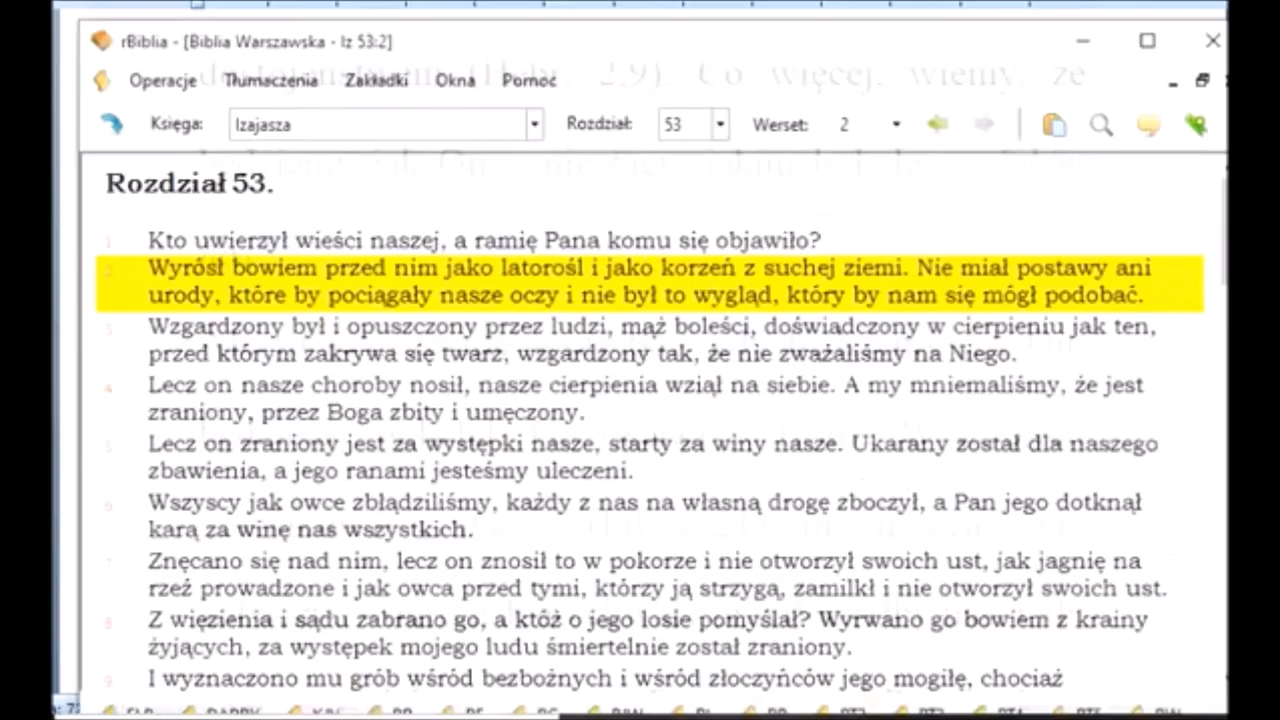 rBiblia - [Biblia Warszawska - Iz 53:2]
Operacje Tłumaczenia Zakładki Okna Pomoc
Księga: Izajasza Rozdział: 53 Werset: 2
Rozdział 53.
1 Kto uwierzył wieści naszej, a ramię Pana komu się objawiło?
2 Wyrósł bowiem przed nim jako latorośl i jako korzeń z suchej ziemi. Nie miał postawy ani
urody, które by pociągały nasze oczy i nie był to wygląd, który by nam się mógł podobać.
3 Wzgardzony był i opuszczony przez ludzi, mąż boleści, doświadczony w cierpieniu jak ten,
przed którym zakrywa się twarz, wzgardzony tak, że nie zważaliśmy na Niego.
4 Lecz on nasze choroby nosił, nasze cierpienia wziął na siebie. A my mniemaliśmy, że jest
zraniony, przez Boga zbity i umęczony.
5 Lecz on zraniony jest za występki nasze, starty za winy nasze. Ukarany został dla naszego
zbawienia, a jego ranami jesteśmy uleczeni.
6 Wszyscy jak owce zbłądziliśmy, każdy z nas na własną drogę zboczył, a Pan jego dotknął
karą za winę nas wszystkich.
Znęcano się nad nim, lecz on znosił to w pokorze i nie otworzył swoich ust, jak jagnię na
rzeź prowadzone i jak owca przed tymi, którzy ją strzygą, zamilkł i nie otworzył swoich ust.
8 Z więzienia i sądu zabrano go, a któż o jego losie pomyślał? Wyrwano go bowiem z krainy
żyjących, za występek mojego ludu śmiertelnie został zraniony.
9 I wyznaczono mu grób wśród bezbożnych i wśród złoczyńców jego mogiłę, chociaż